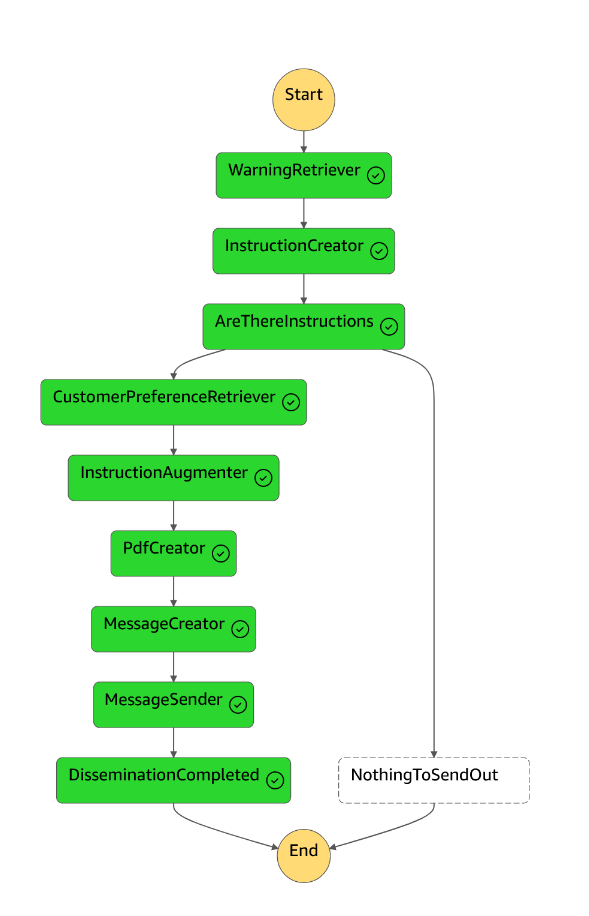 Start
WarningRetriever
InstructionCreator
AreThereInstructions
CustomerPreferenceRetriever
InstructionAugmenter
PdfCreator
MessageCreator
MessageSender
DisseminationCompleted
NothingToSendOut
End